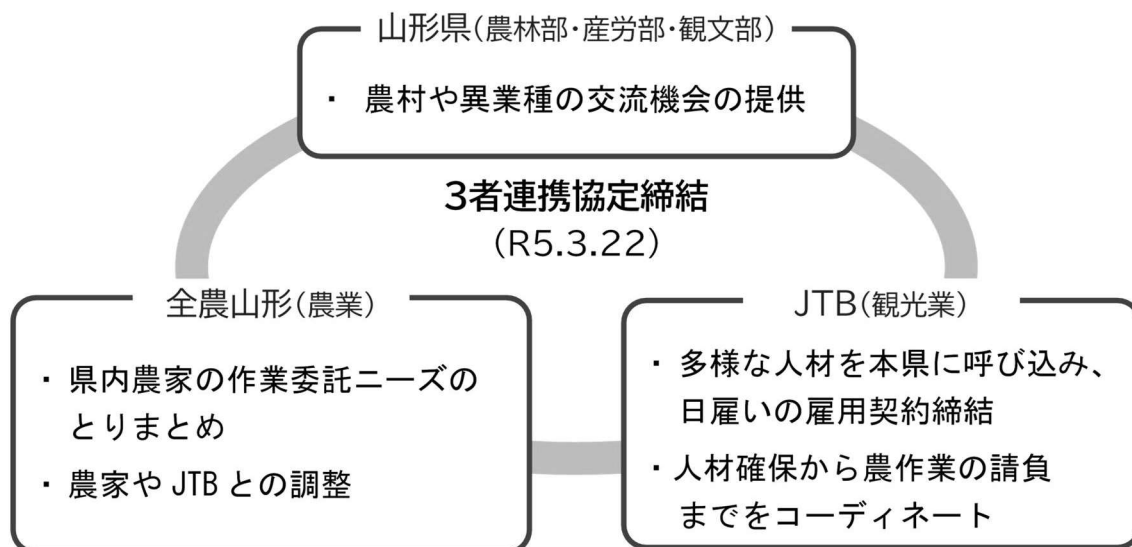 山形県(農林部・産労部・観文部)
・ 農村や異業種の交流機会の提供
3者連携協定締結
(R5.3.22)
全農山形(農業)
・ 県内農家の作業委託ニーズの
とりまとめ
・ 農家や JTB との調整
JTB(観光業)
・ 多様な人材を本県に呼び込み、
日雇いの雇用契約締結
・人材確保から農作業の請負
までをコーディネート